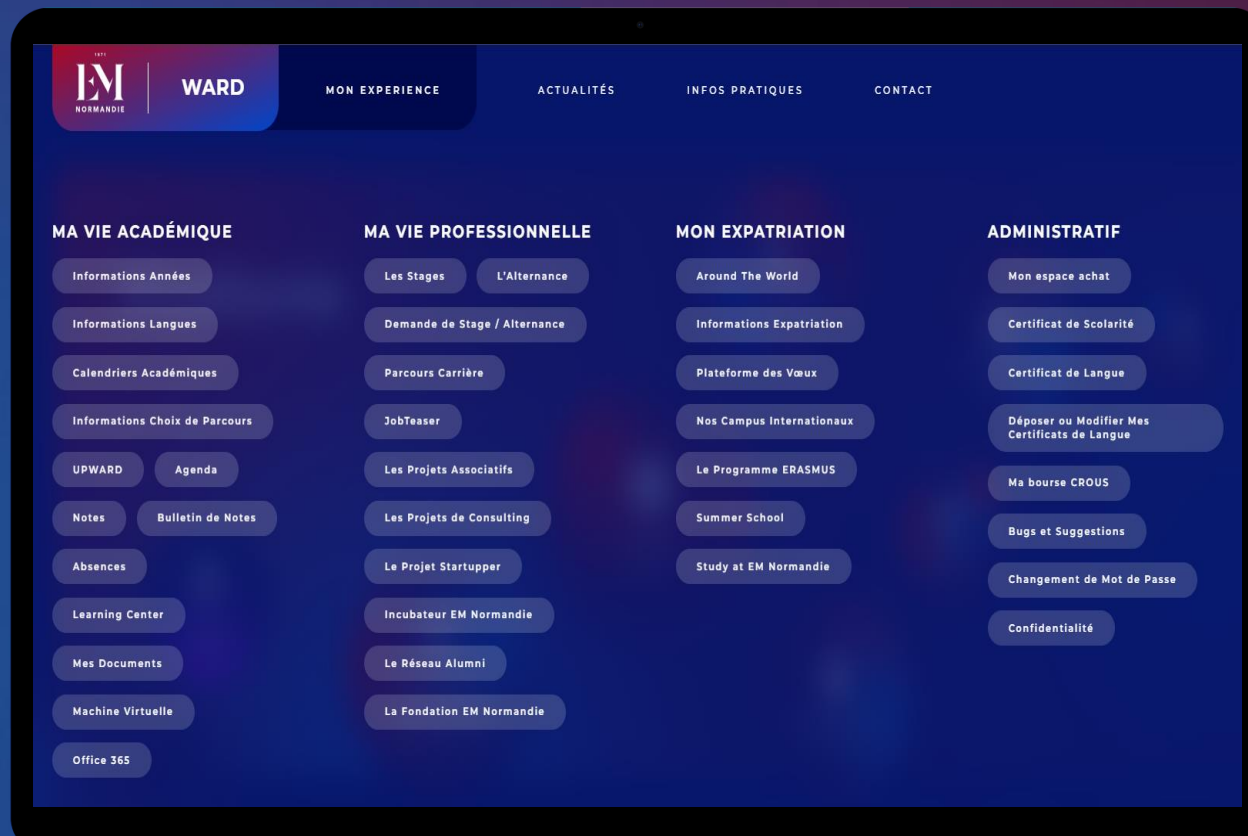 1871
EM
NORMANDIE
WARD
MON EXPERIENCE
ACTUALITÉS
INFOS PRATIQUES
CONTACT
MA VIE ACADÉMIQUE
Informations Années
Informations Langues
Calendriers Académiques
Informations Choix de Parcours
UPWARD Agenda
Notes Bulletin de Notes
Absences
Learning Center
Mes Documents
Machine Virtuelle
Office 365
MA VIE PROFESSIONNELLE
Les Stages L'Alternance
Demande de Stage / Alternance
Parcours Carrière
JobTeaser
Les Projets Associatifs
Les Projets de Consulting
Le Projet Startupper
Incubateur EM Normandie
Le Réseau Alumni
La Fondation EM Normandie
MON EXPATRIATION
Around The World
Informations Expatriation
Plateforme des Vœux
Nos Campus Internationaux
Le Programme ERASMUS
Summer School
Study at EM Normandie
ADMINISTRATIF
Mon espace achat
Certificat de Scolarité
Certificat de Langue
Déposer ou Modifier Mes
Certificats de Langue
Ma bourse CROUS
Bugs et Suggestions
Changement de Mot de Passe
Confidentialité